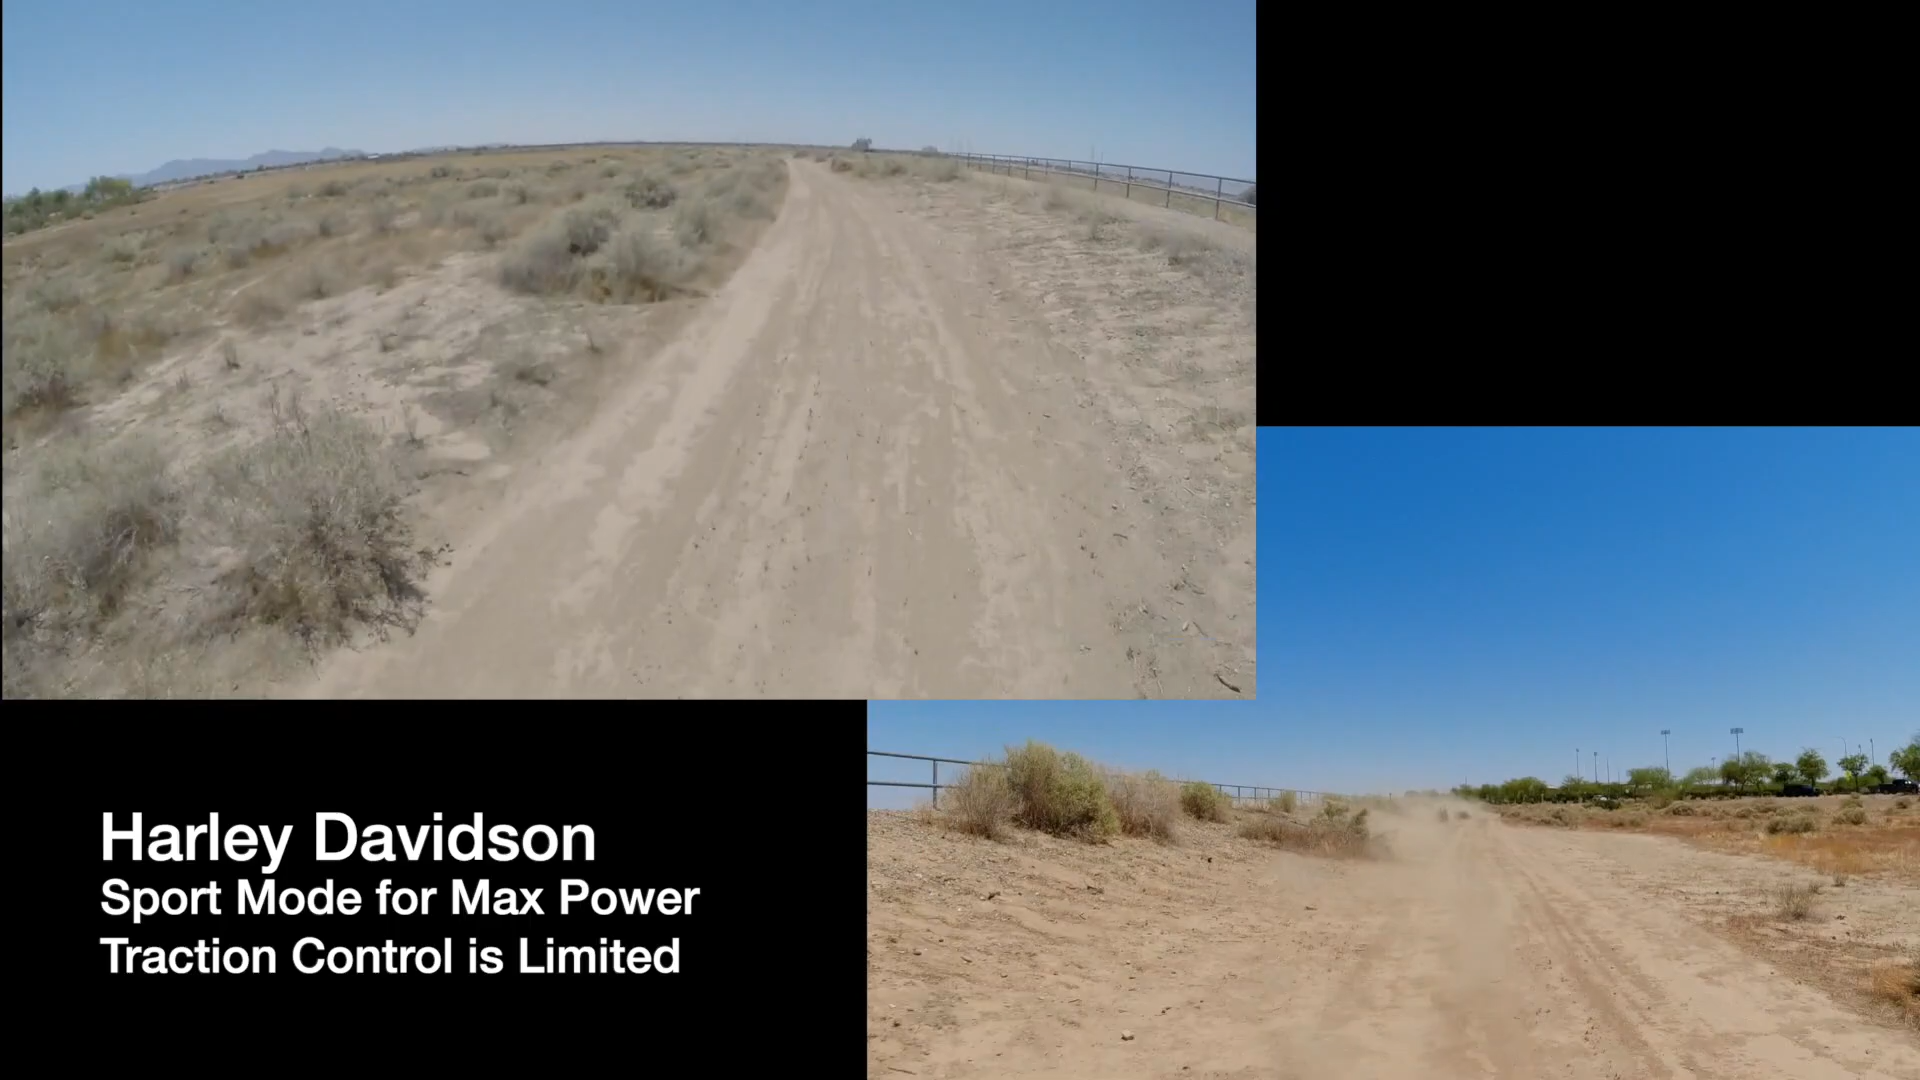 Harley Davidson
Sport Mode for Max Power
Traction Control is Limited